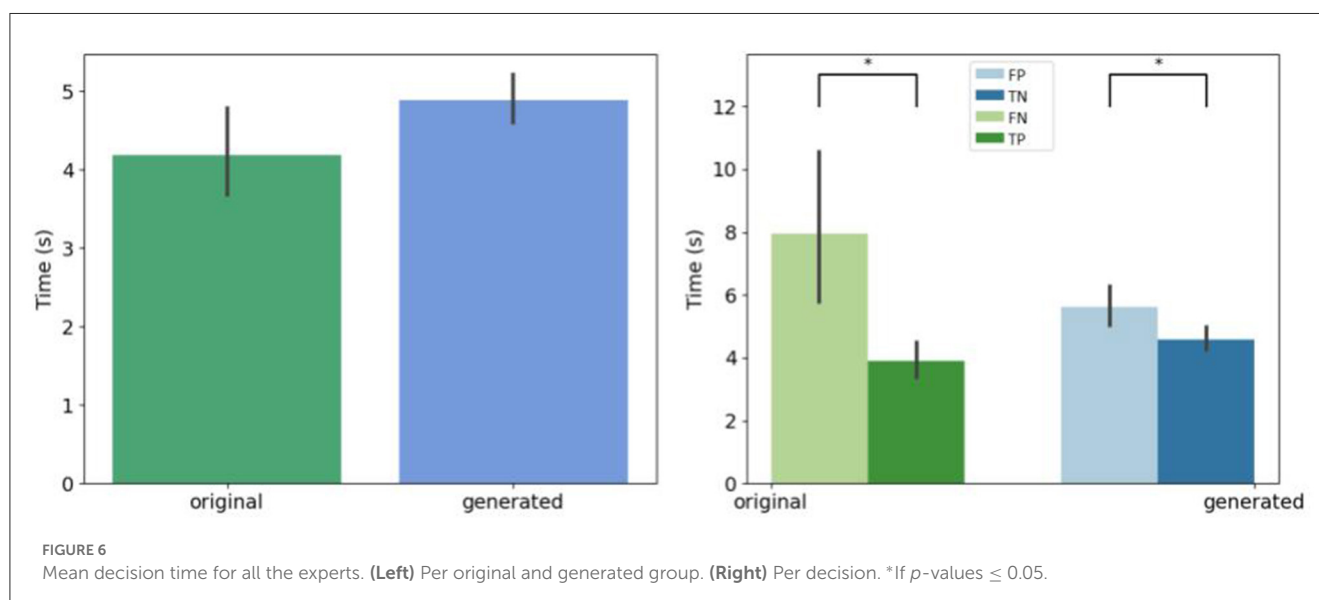 5
4
3
2
1
0
Time (s)
original generated
12
10
8
6
4
2
0
Time (s)
* *
FP
TN
FN
TP
original generated
FIGURE 6
Mean decision time for all the experts. (Left) Per original and generated group. (Right) Per decision. *If p-values ≤ 0.05.